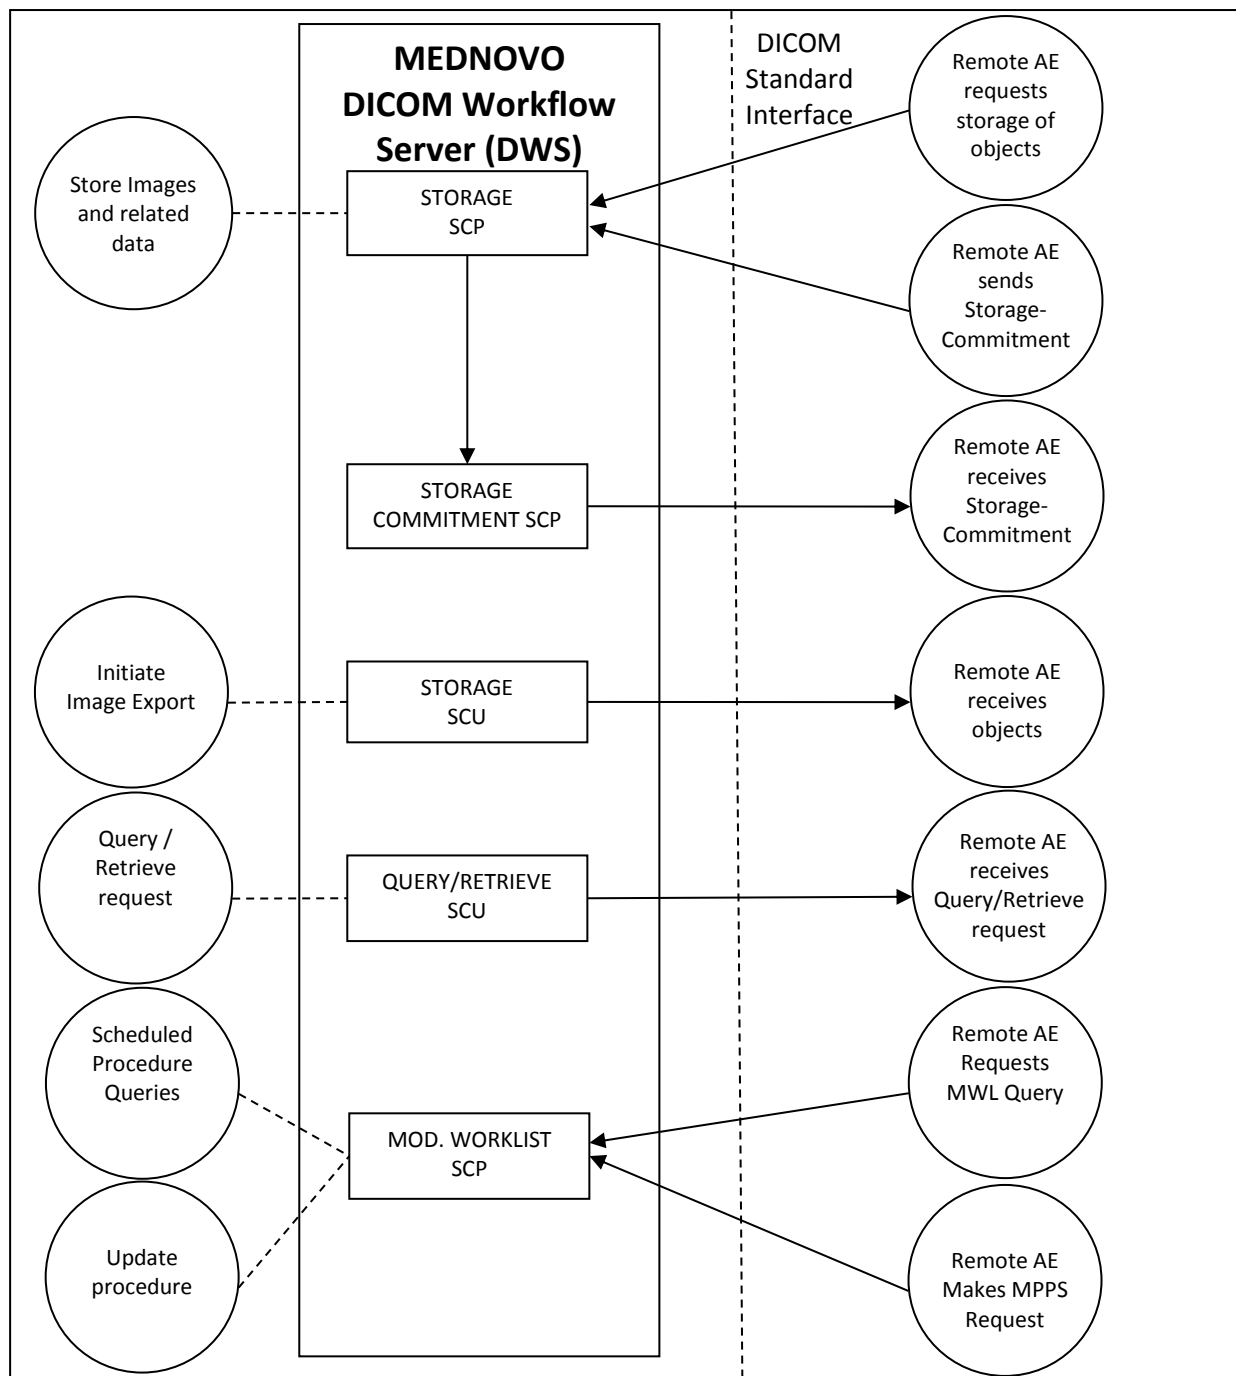 MEDNOVO
DICOM Workflow
Server (DWS)
DICOM
Standard
Interface
Remote AE
requests
storage of
objects
Store Images
and related
data
STORAGE
SCP
Remote AE
sends
Storage-
Commitment
STORAGE
COMMITMENT SCP
Remote AE
receives
Storage-
Commitment
Initiate
Image Export
STORAGE
SCU
Remote AE
receives
objects
Query /
Retrieve
request
QUERY/RETRIEVE
SCU
Remote AE
receives
Query/Retrieve
request
Scheduled
Procedure
Queries
MOD. WORKLIST
SCP
Remote AE
Requests
MWL Query
Update
procedure
Remote AE
Makes MPPS
Request